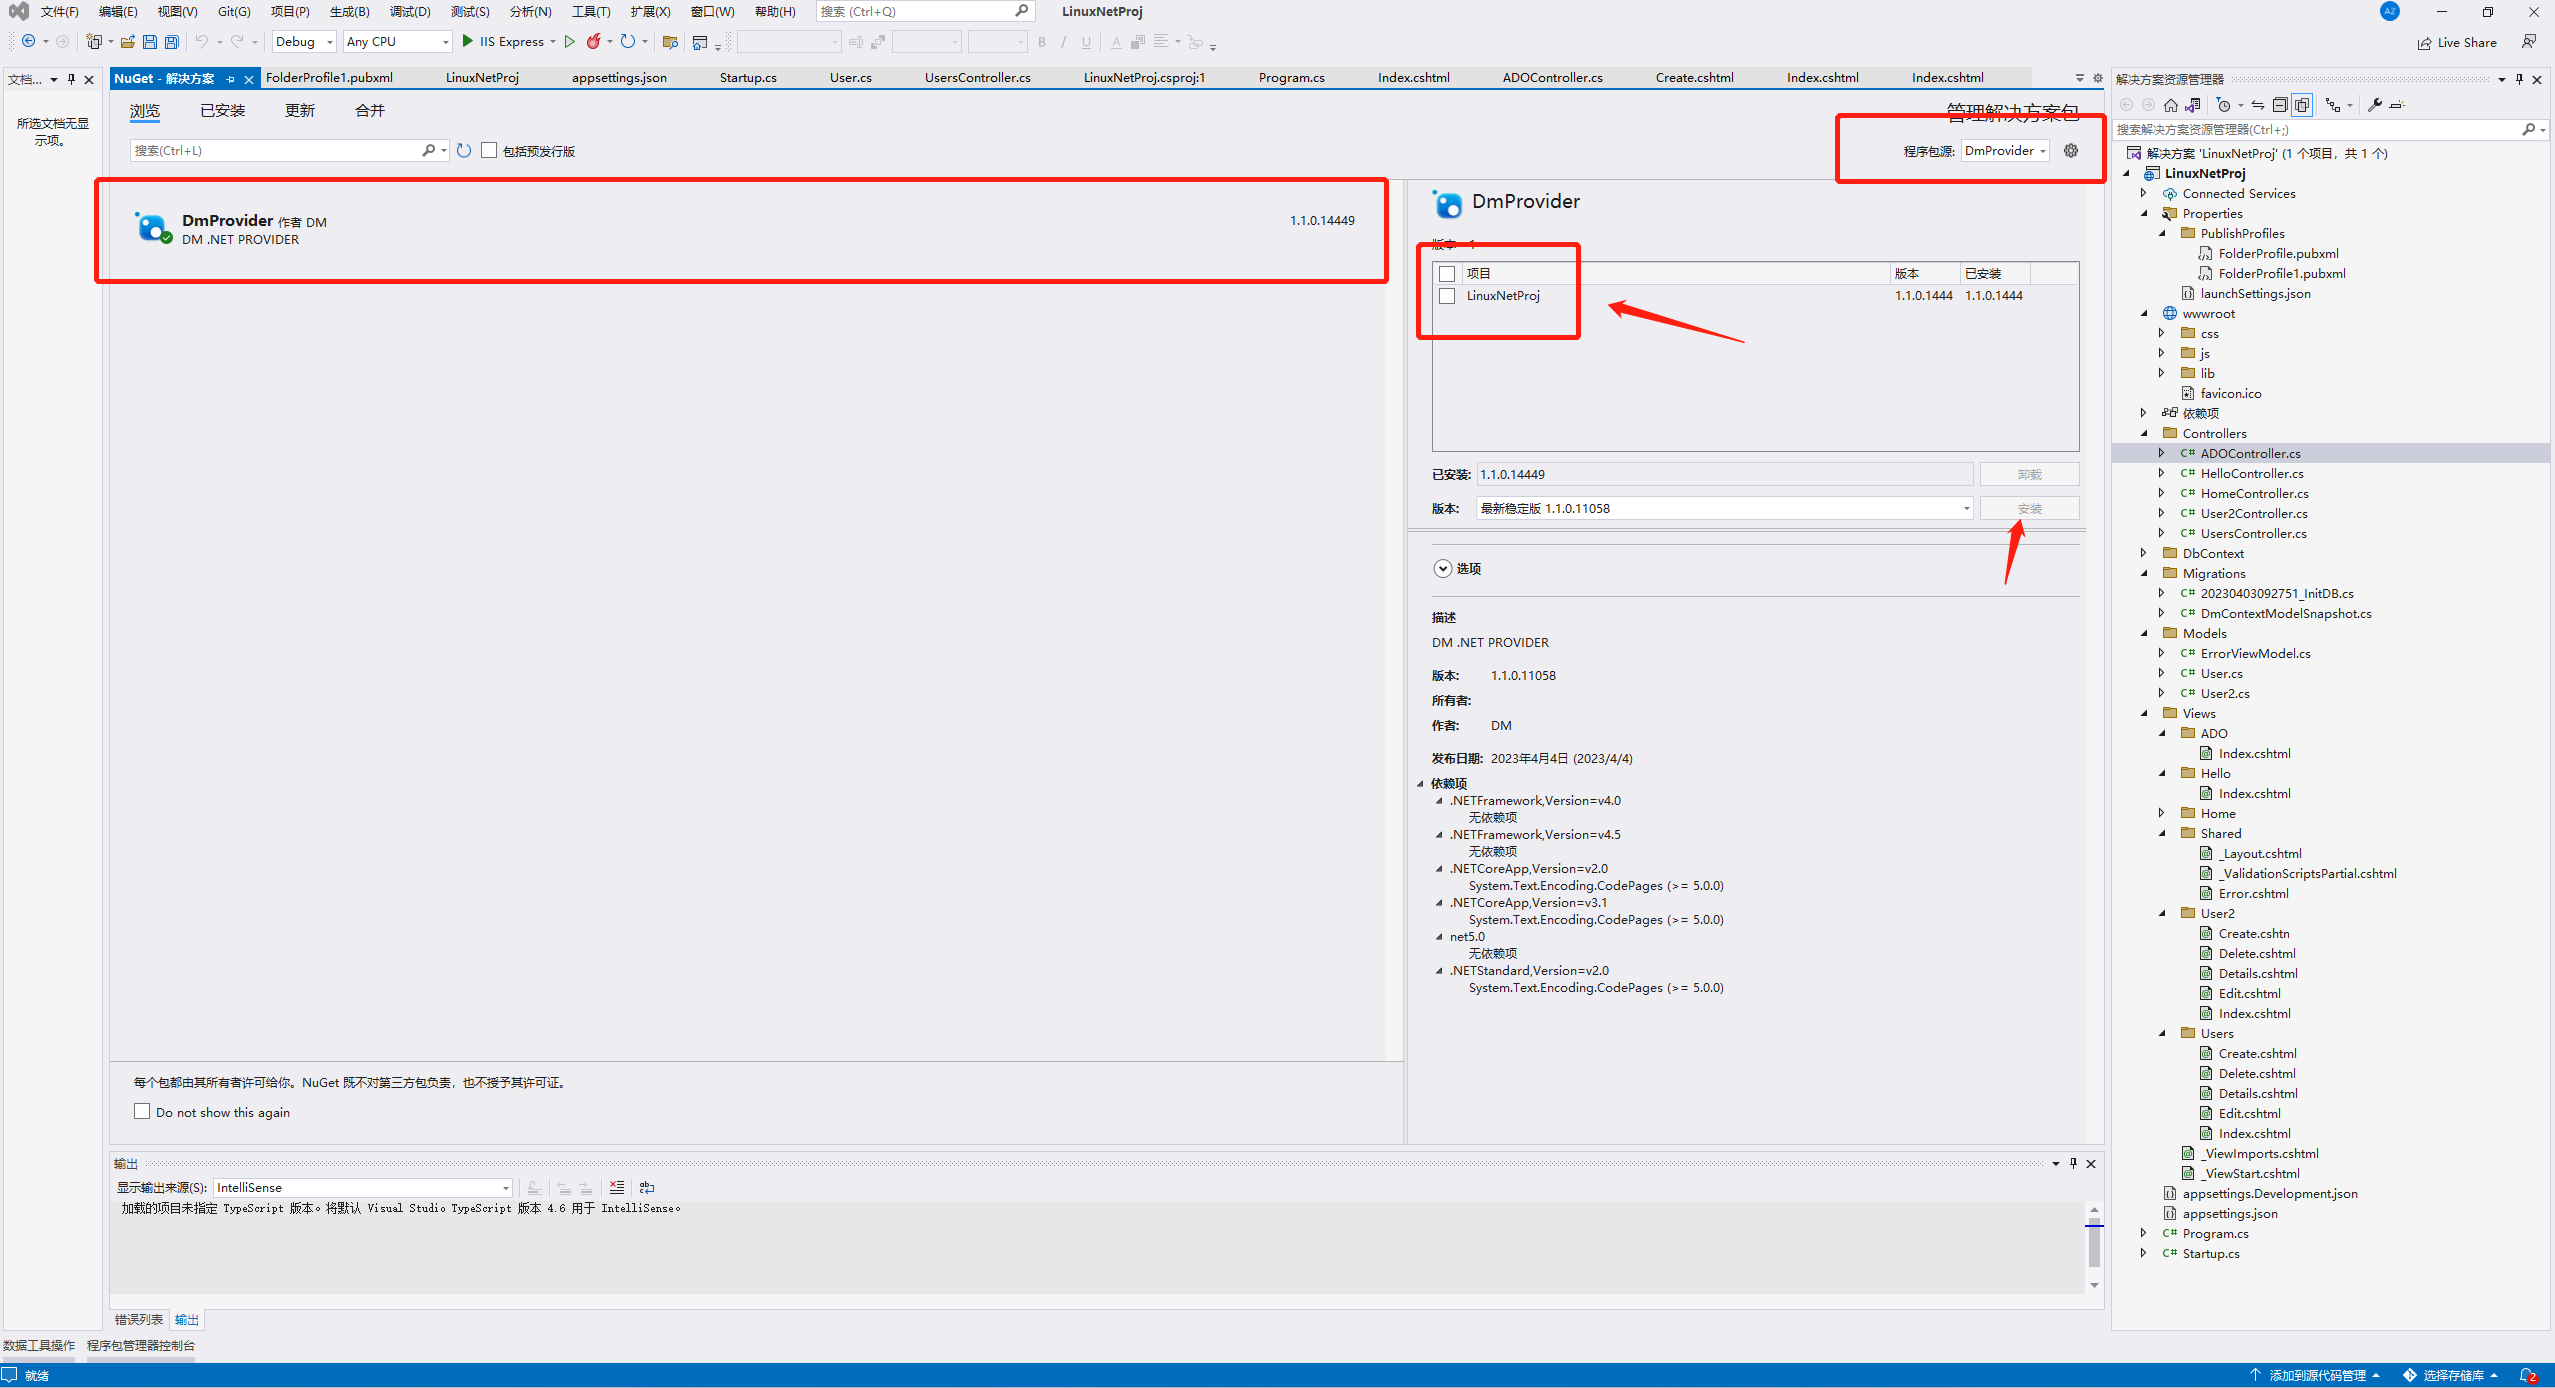 文件(F) 编辑(E) 视图(V) Git(G) 项目(P) 生成(B) 调试(D) 测试(S) 分析(N) 工具(T) 扩展(X) 窗口(W) 帮助(H) 搜索 (Ctrl+Q) LinuxNetProj AZ
Debug Any CPU IIS Express Live Share
文档...
所选文档无显
示项。
NuGet - 解决方案 FolderProfile1.pubxml LinuxNetProj appsettings.json Startup.cs User.cs UsersController.cs LinuxNetProj.csproj:1 Program.cs Index.cshtml ADOController.cs Create.cshtml Index.cshtml Index.cshtml
浏览 已安装 更新 合并
管理解决方案包
搜索(Ctrl+L) 包括预发行版
程序包源: DmProvider
DmProvider 作者 DM
1.1.0.14449
DM .NET PROVIDER
DmProvider
版本 - 1
项目 版本 已安装
LinuxNetProj 1.1.0.1444 1.1.0.1444
已安装: 1.1.0.14449 卸载
版本: 最新稳定版 1.1.0.11058 安装
选项
描述
DM .NET PROVIDER
版本: 1.1.0.11058
所有者:
作者: DM
发布日期: 2023年4月4日 (2023/4/4)
依赖项
.NETFramework,Version=v4.0
无依赖项
.NETFramework,Version=v4.5
无依赖项
.NETCoreApp,Version=v2.0
System.Text.Encoding.CodePages (>= 5.0.0)
.NETCoreApp,Version=v3.1
System.Text.Encoding.CodePages (>= 5.0.0)
net5.0
无依赖项
.NETStandard,Version=v2.0
System.Text.Encoding.CodePages (>= 5.0.0)
每个包都由其所有者许可给你。NuGet 既不对第三方包负责，也不授予其许可证。
Do not show this again
输出
显示输出来源(S): IntelliSense
加载的项目未指定 TypeScript 版本。将默认 Visual Studio TypeScript 版本 4.6 用于 IntelliSense。
错误列表 输出
数据工具操作 程序包管理器控制台
解决方案资源管理器
搜索解决方案资源管理器(Ctrl+;)
解决方案 'LinuxNetProj' (1 个项目，共 1 个)
LinuxNetProj
Connected Services
Properties
PublishProfiles
FolderProfile.pubxml
FolderProfile1.pubxml
launchSettings.json
wwwroot
css
js
lib
favicon.ico
依赖项
Controllers
C# ADOController.cs
C# HelloController.cs
C# HomeController.cs
C# User2Controller.cs
C# UsersController.cs
DbContext
Migrations
C# 20230403092751_InitDB.cs
C# DmContextModelSnapshot.cs
Models
C# ErrorViewModel.cs
C# User.cs
C# User2.cs
Views
ADO
Index.cshtml
Hello
Index.cshtml
Home
Shared
_Layout.cshtml
_ValidationScriptsPartial.cshtml
Error.cshtml
User2
Create.cshtn
Delete.cshtml
Details.cshtml
Edit.cshtml
Index.cshtml
Users
Create.cshtml
Delete.cshtml
Details.cshtml
Edit.cshtml
Index.cshtml
_ViewImports.cshtml
_ViewStart.cshtml
appsettings.Development.json
appsettings.json
C# Program.cs
C# Startup.cs
就绪 添加到源代码管理 选择存储库 2